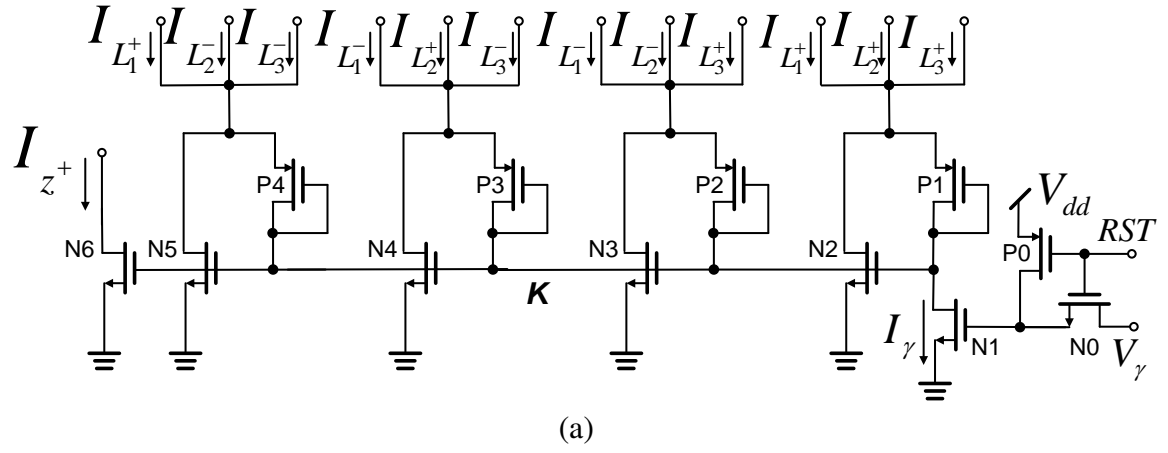 I_{L_1^+} I_{L_2^-} I_{L_3^-} I_{L_1^-} I_{L_2^+} I_{L_3^-} I_{L_1^-} I_{L_2^-} I_{L_3^+} I_{L_1^+} I_{L_2^+} I_{L_3^+}
I_{z^+} P4 P3 P2 P1 V_{dd}
N6 N5 N4 N3 N2 P0 RST
K I_γ N1 N0 V_γ
(a)